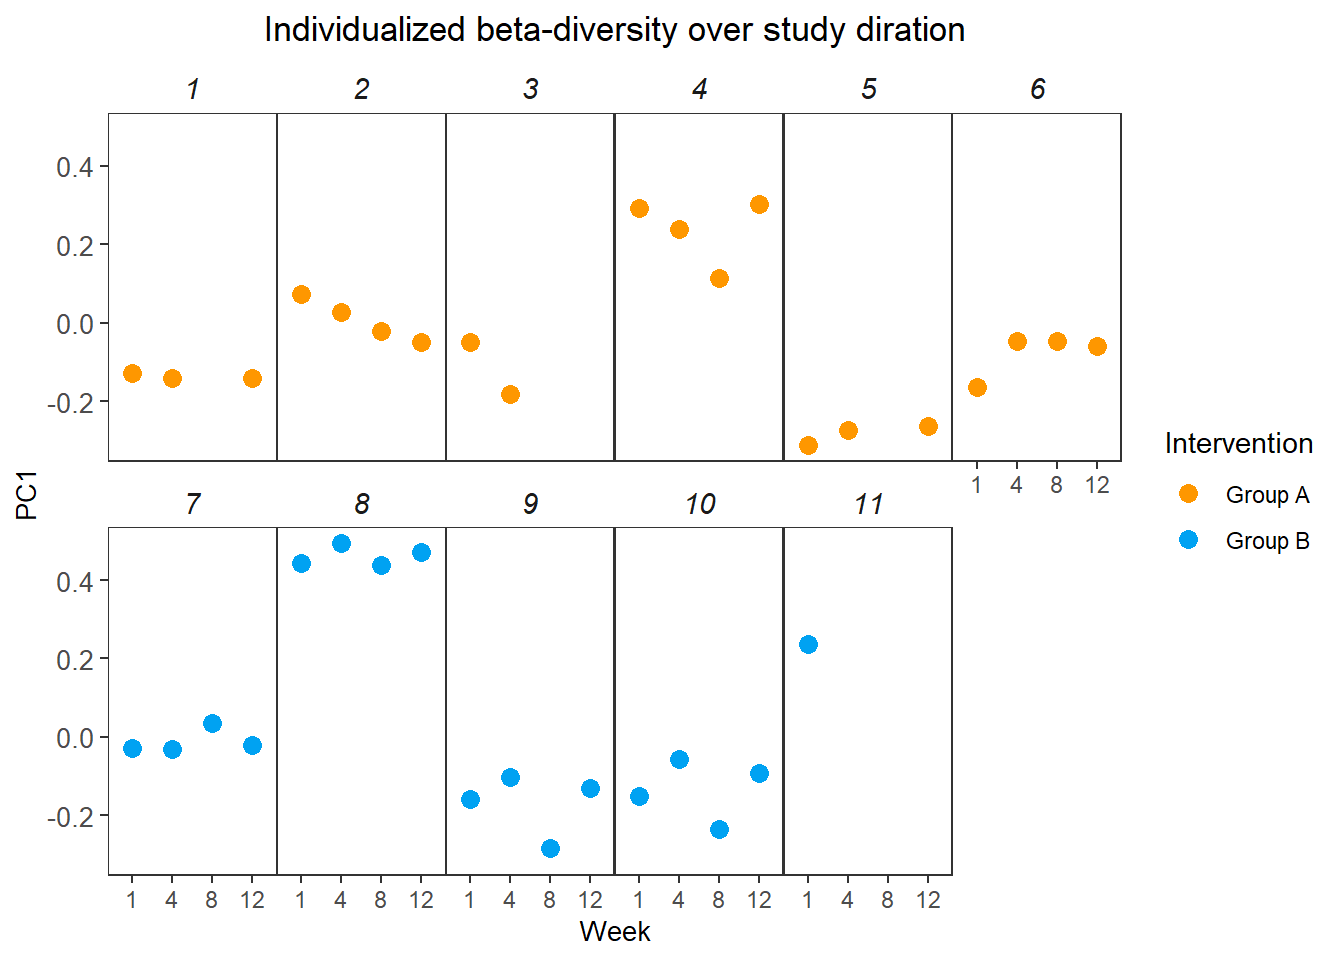 Individualized beta-diversity over study diration
1 2 3 4 5 6
0.4
0.2
0.0
-0.2
1 4 8 12
PC1
7 8 9 10 11
0.4
0.2
0.0
-0.2
1 4 8 12 1 4 8 12 1 4 8 12 1 4 8 12 1 4 8 12
Week
Intervention
Group A
Group B